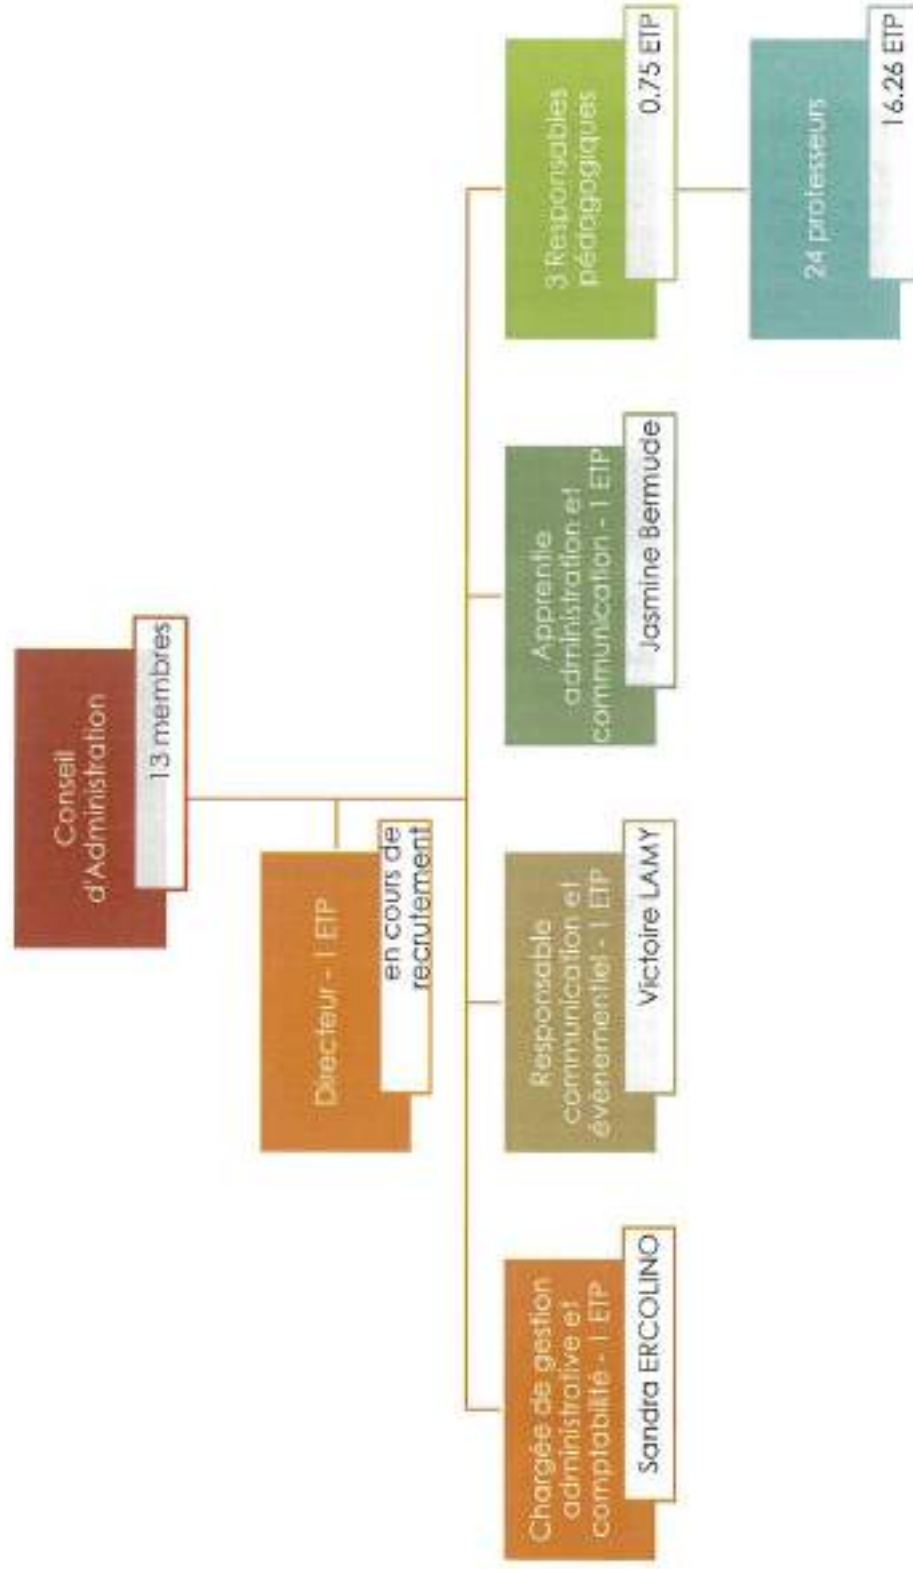 Conseil
d'Administration
13 membres
Directeur - 1 ETP
en cours de
recrutement
Chargée de gestion
administrative et
comptabilité - 1 ETP
Sandra ERCOLINO
Responsable
communication et
évènementiel - 1 ETP
Victoire LAMY
Apprentie
administration et
communication - 1 ETP
Jasmine Bermude
3 Responsables
pédagogiques
0.75 ETP
24 professeurs
16.26 ETP